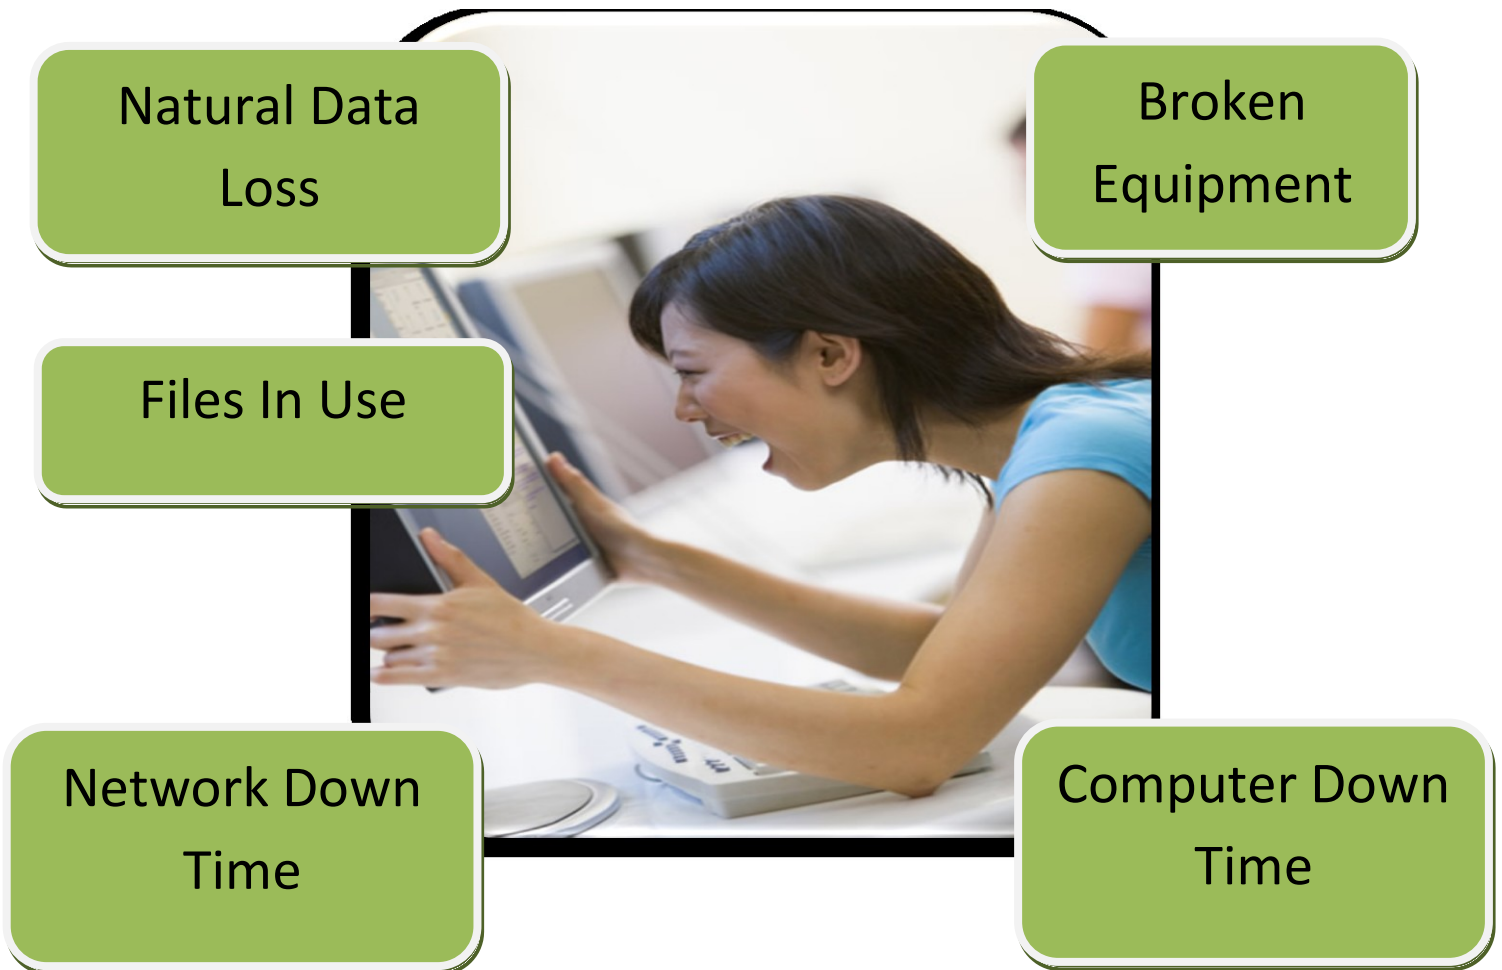 Natural Data
Loss
Broken
Equipment
Files In Use
Network Down
Time
Computer Down
Time